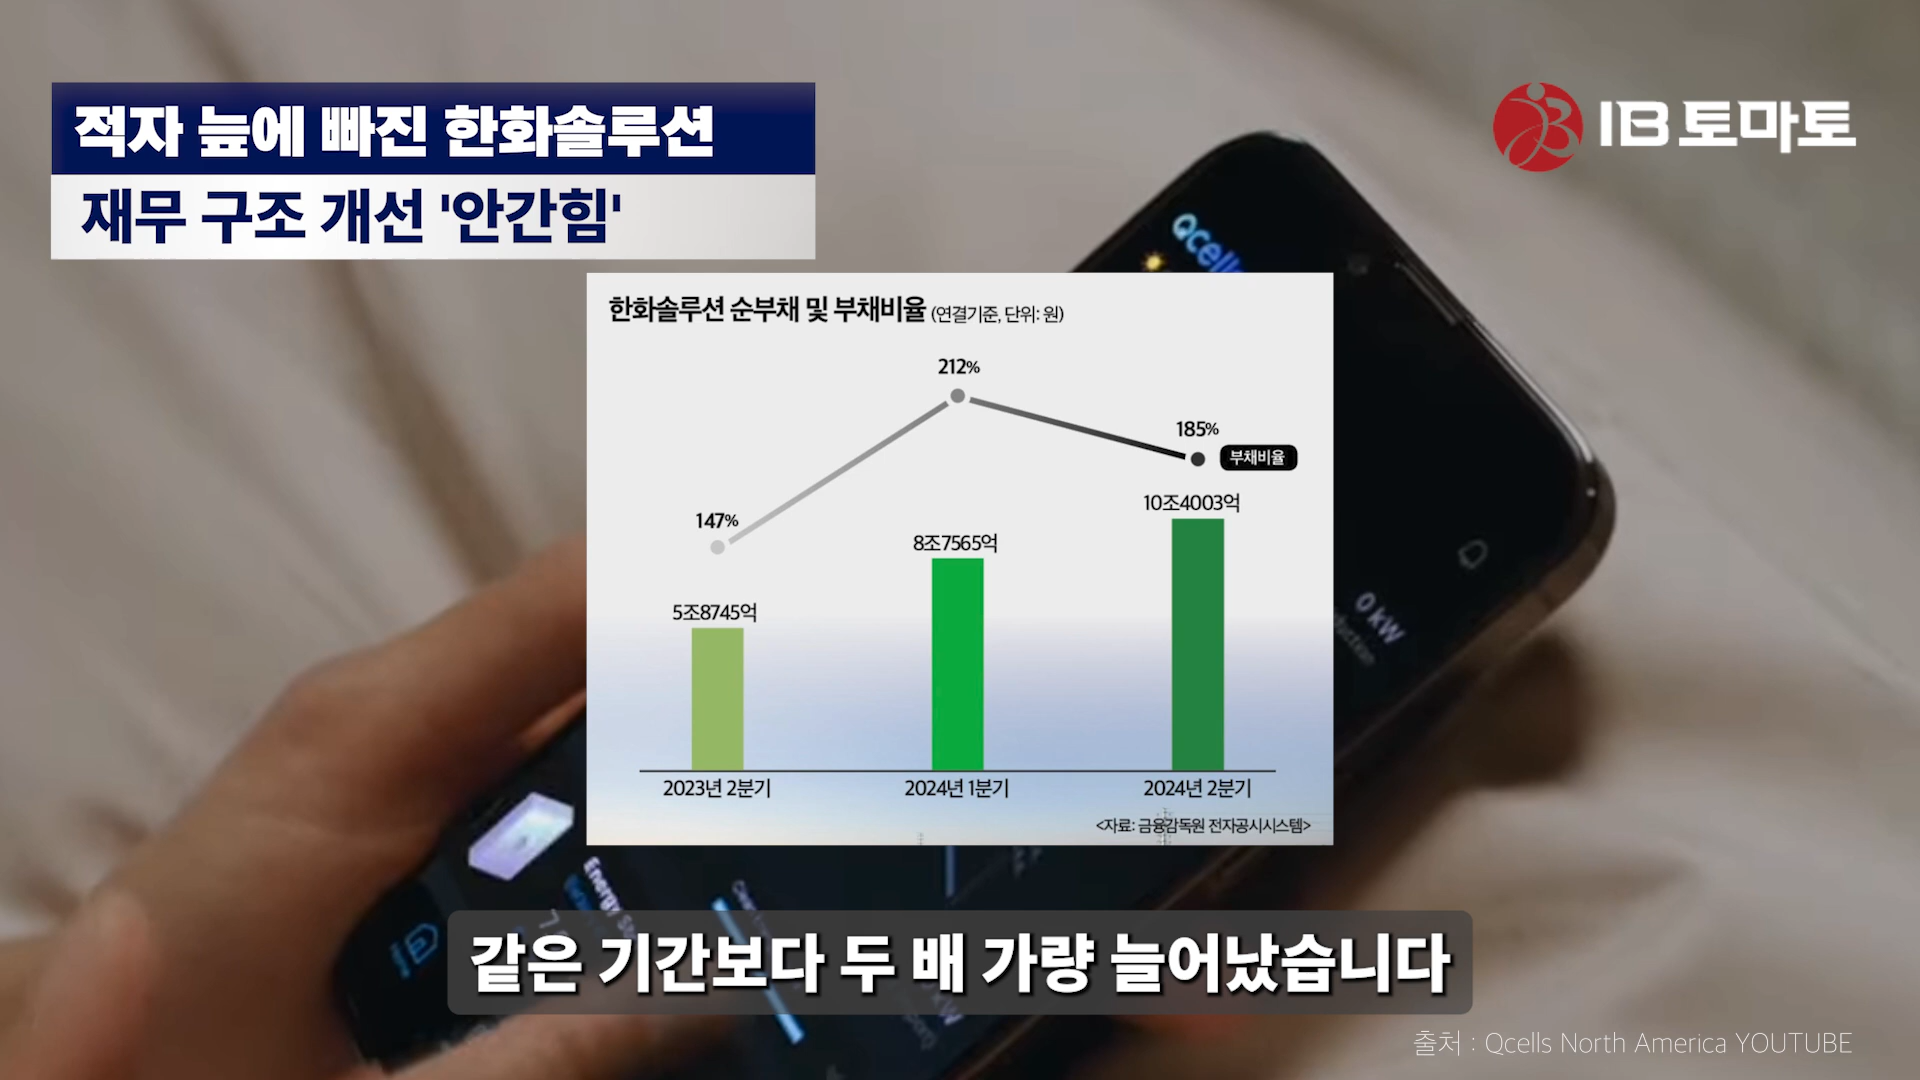 적자 늪에 빠진 한화솔루션
재무 구조 개선 '안간힘'
IB 토마토
Qcells
한화솔루션 순부채 및 부채비율 (연결기준, 단위: 원)
212%
185%
부채비율
147%
10조4003억
8조7565억
5조8745억
2023년 2분기
2024년 1분기
2024년 2분기
<자료: 금융감독원 전자공시시스템>
0 kW
같은 기간보다 두 배 가량 늘어났습니다
출처 : Qcells North America YOUTUBE